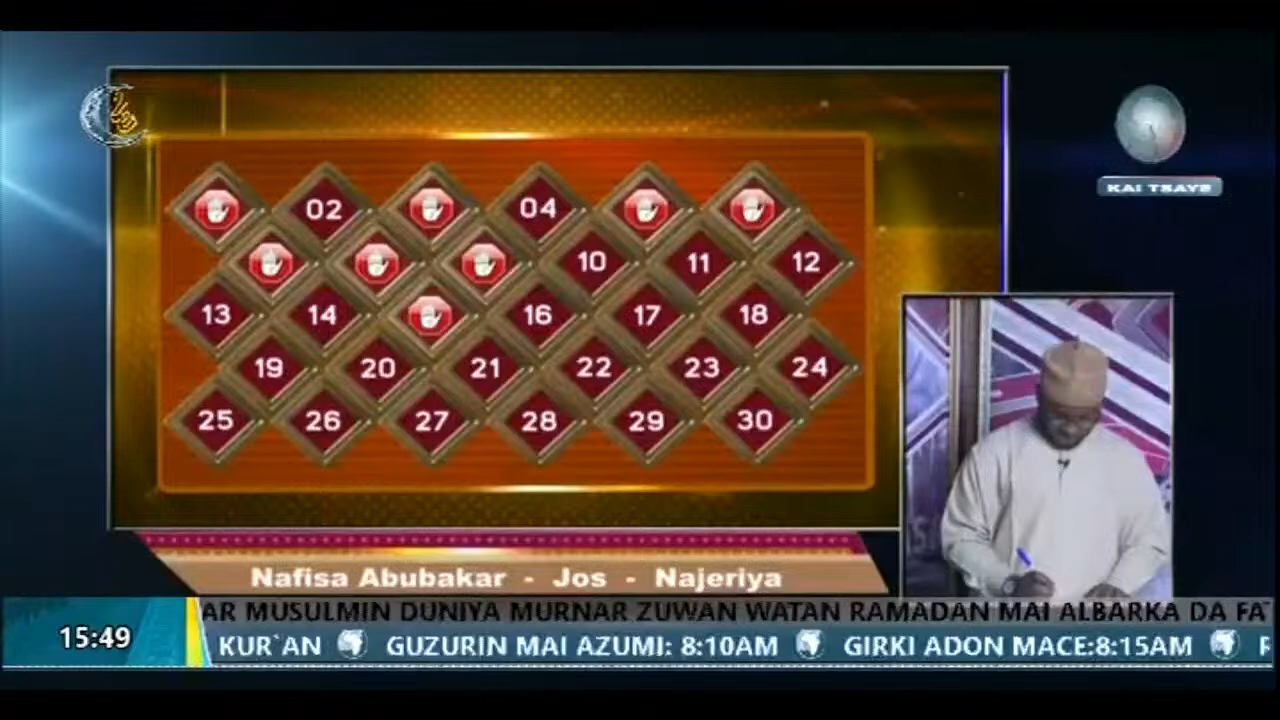 KAI TSAYE
02 04
10 11 12
13 14 16 17 18
19 20 21 22 23 24
25 26 27 28 29 30
Nafisa Abubakar - Jos - Najeriya
AR MUSULMIN DUNIYA MURNAR ZUWAN WATAN RAMADAN MAI ALBARKA DA FA
15:49
KUR`AN GUZURIN MAI AZUMI: 8:10AM GIRKI ADON MACE:8:15AM